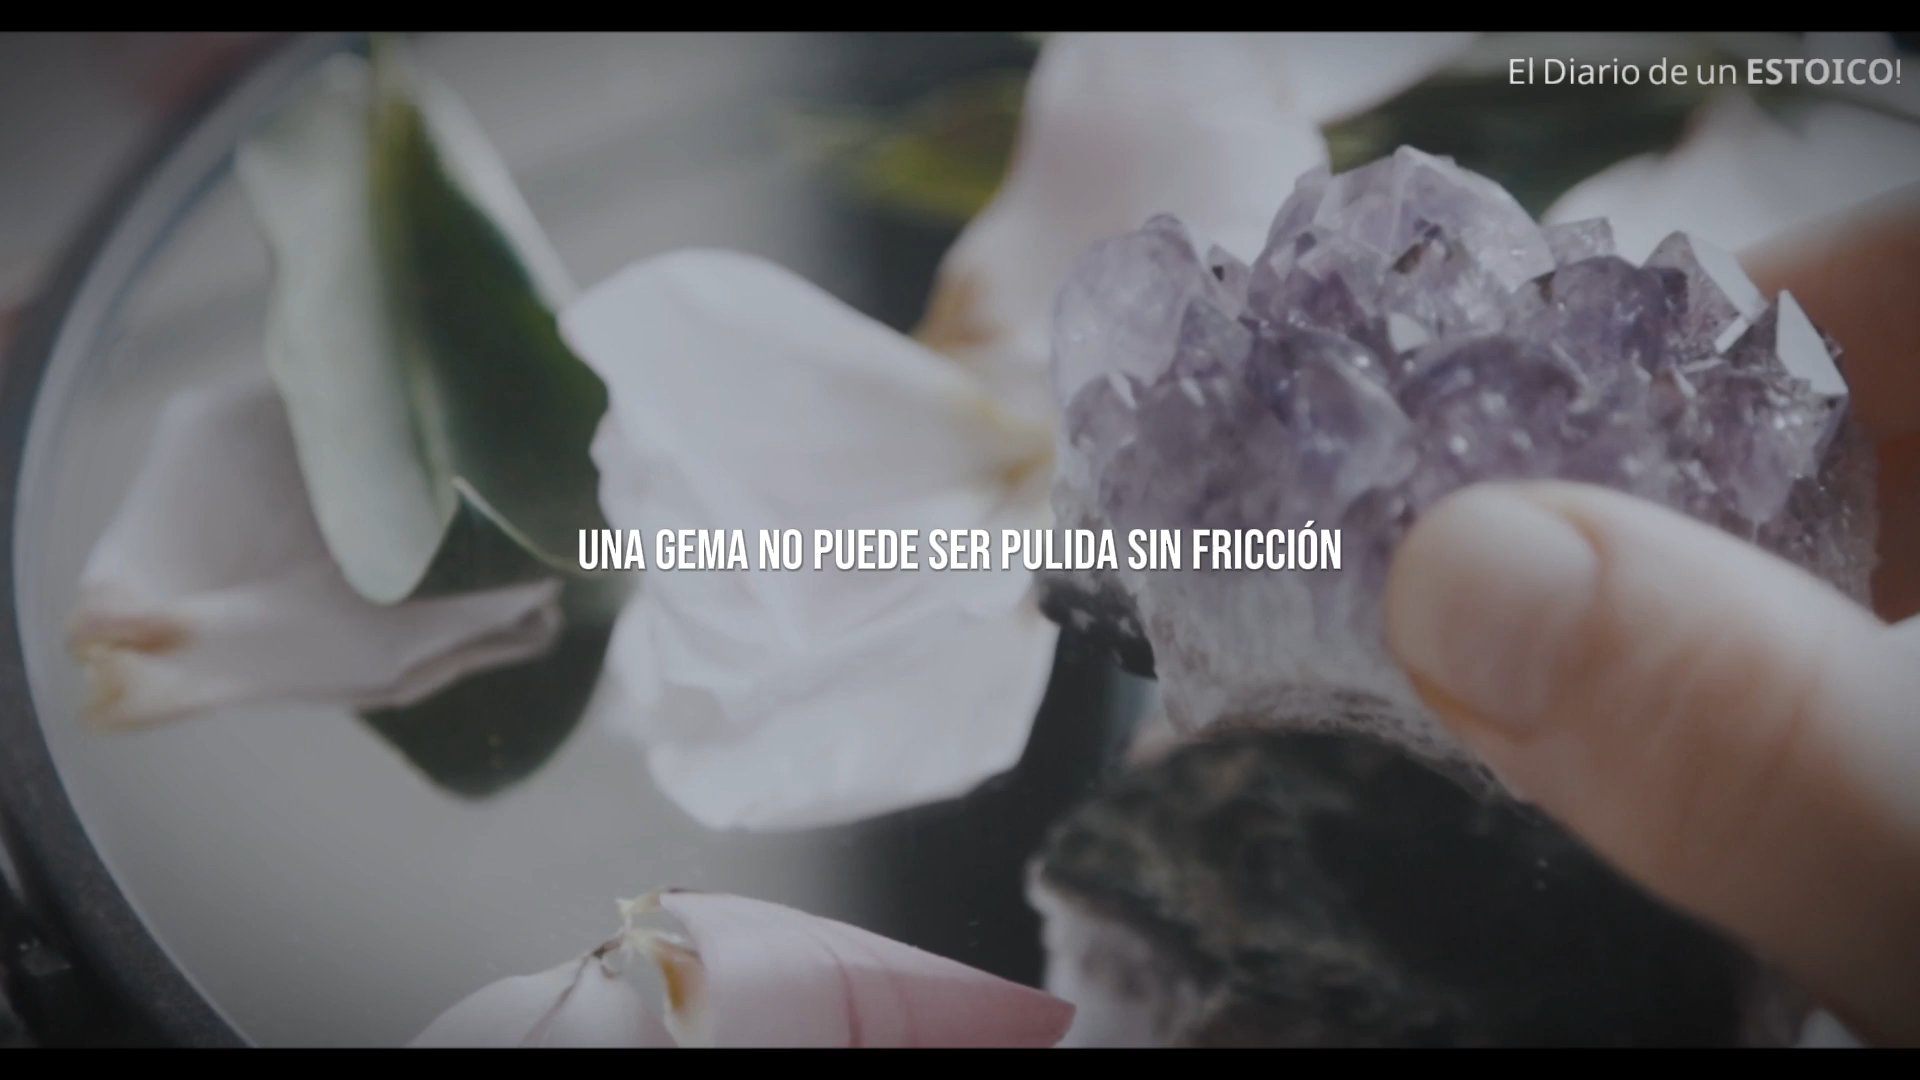 El Diario de un ESTOICO!
UNA GEMA NO PUEDE SER PULIDA SIN FRICCIÓN